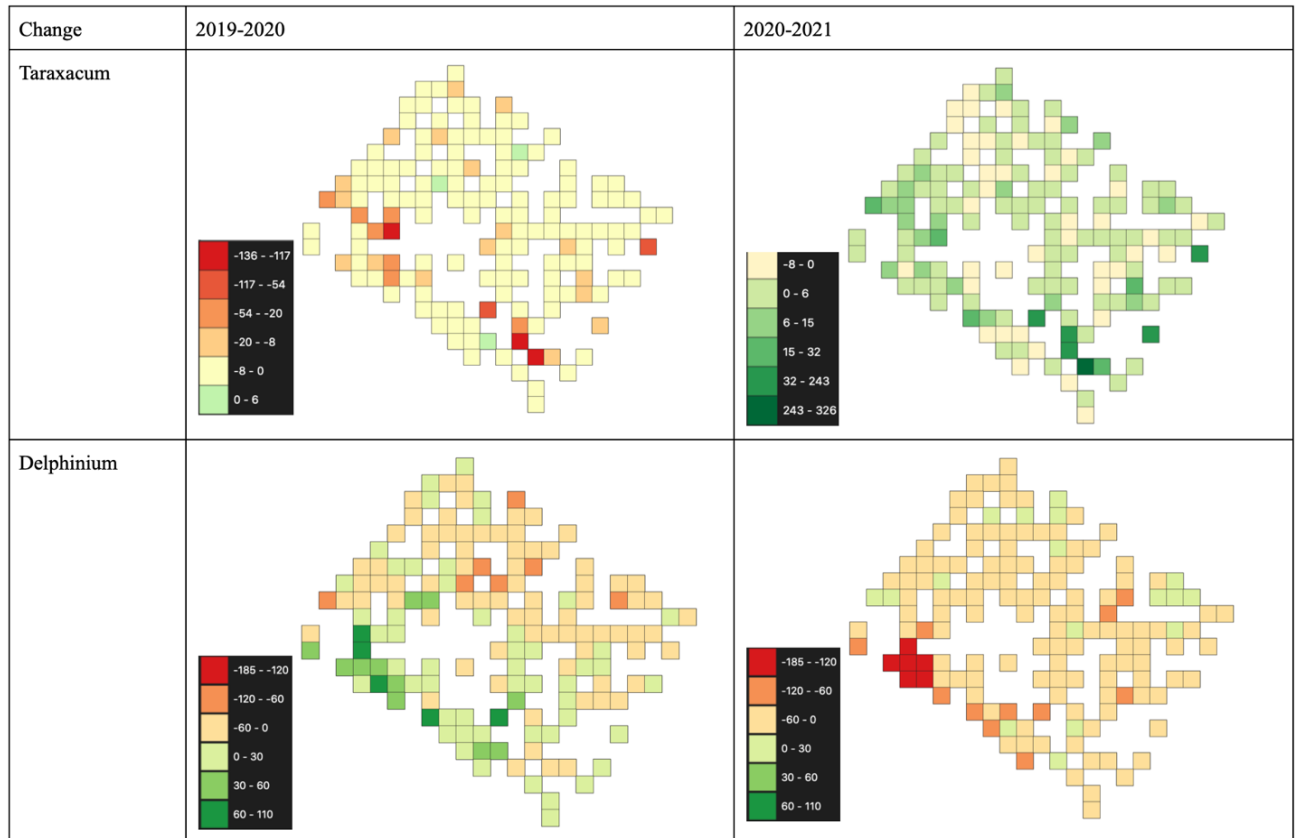 Change
2019-2020
2020-2021
Taraxacum
-136 - -117
-117 - -54
-54 - -20
-20 - -8
-8 - 0
0 - 6
-8 - 0
0 - 6
6 - 15
15 - 32
32 - 243
243 - 326
Delphinium
-185 - -120
-120 - -60
-60 - 0
0 - 30
30 - 60
60 - 110
-185 - -120
-120 - -60
-60 - 0
0 - 30
30 - 60
60 - 110